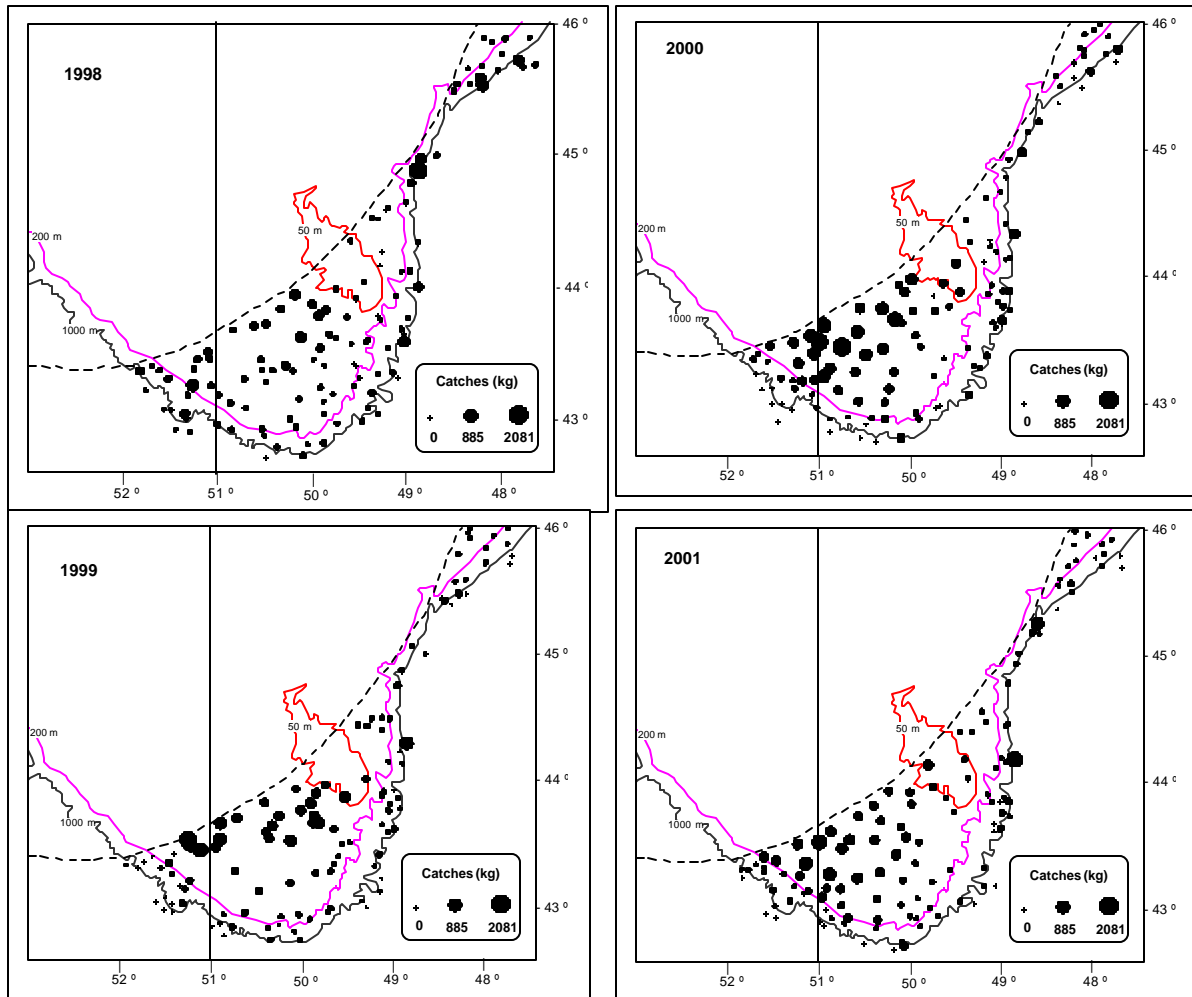 1998
46 º
45 º
44 º
43 º
200 m
1000 m
50 m
Catches (kg)
0 885 2081
52 º 51 º 50 º 49 º 48 º
2000
46 º
45 º
44 º
43 º
200 m
1000 m
50 m
Catches (kg)
0 885 2081
52 º 51 º 50 º 49 º 48 º
1999
46 º
45 º
44 º
43 º
200 m
1000 m
50 m
Catches (kg)
0 885 2081
52 º 51 º 50 º 49 º 48 º
2001
46 º
45 º
44 º
43 º
200 m
1000 m
50 m
Catches (kg)
0 885 2081
52 º 51 º 50 º 49 º 48 º